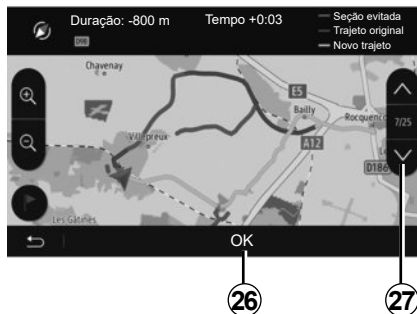 Duração: -800 m
Tempo +0:03
Seção evitada
Trajeto original
Novo trajeto
D98
Chavenay
E5
Bailly
Rocquenc
7/25
Villepreux
A12
D186
Les Gâtines
OK
26
27